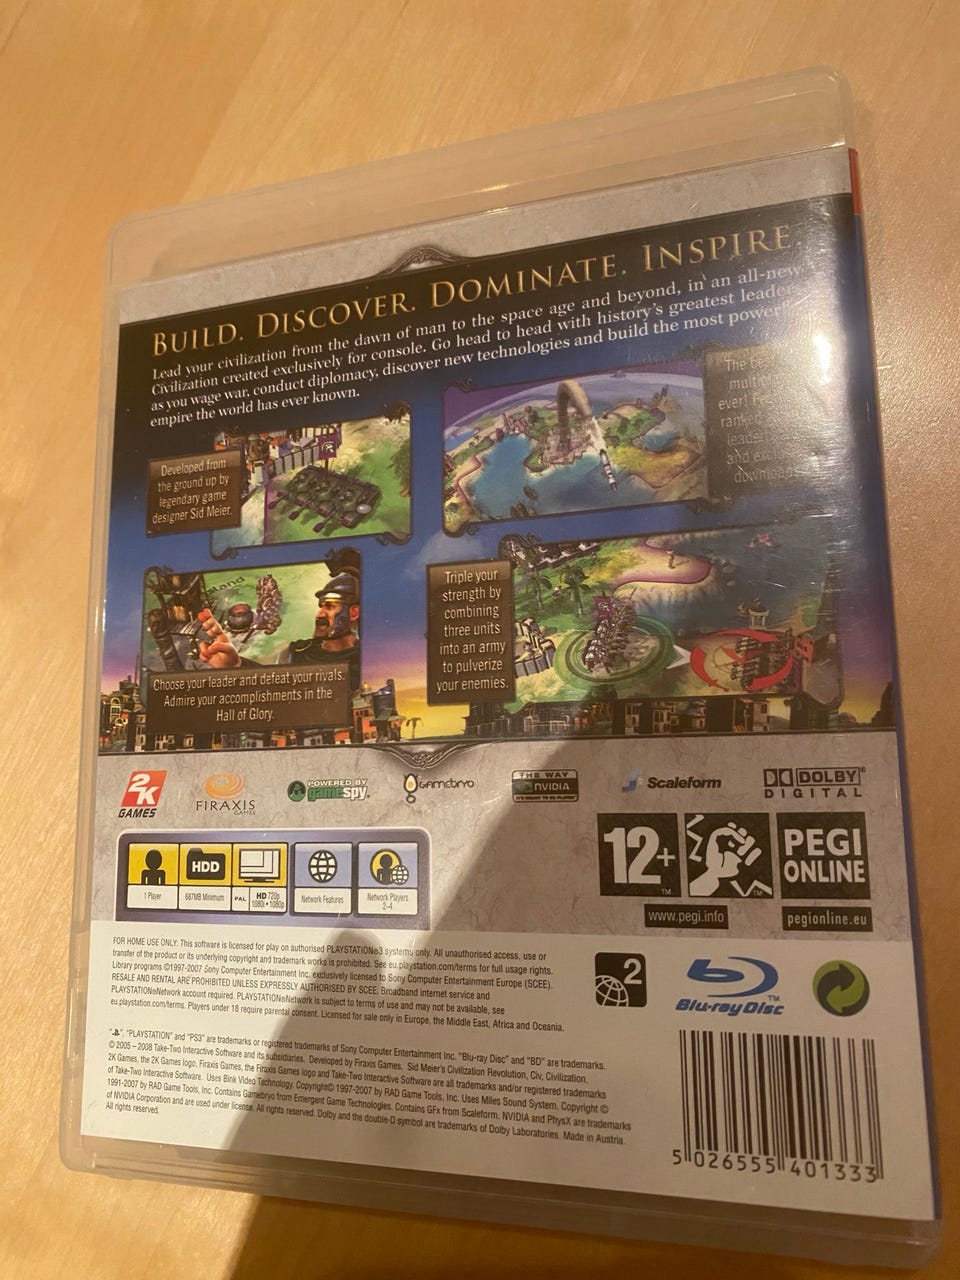 BUILD. DISCOVER. DOMINATE. INSPIRE.
Lead your civilization from the dawn of man to the space age and beyond, in an all-new
Civilization created exclusively for console. Go head to head with history's greatest
as you wage war, conduct diplomacy, discover new technologies and build the most
empire the world has ever known.
Developed from
the ground up by
legendary game
designer Sid Meier.
The
ever!
and
Choose your leader and defeat your rivals.
Admire your accomplishments in the
Hall of Glory.
Triple your
strength by
combining
three units
into an army
to pulverize
your enemies.
2K
GAMES
FIRAXIS
GAMES
POWERED BY
gamespy.
GAMEBRYO
THE WAY
NVIDIA
IT'S MEANT TO BE PLAYED
Scaleform
DOLBY
DIGITAL
1 Player
HDD
687MB Minimum
PAL
HD 720p
1080i • 1080p
Network Features
Network Players
2-4
12+
TM
TM
PEGI
ONLINE
www.pegi.info
pegionline.eu
FOR HOME USE ONLY: This software is licensed for play on authorised PLAYSTATION®3 systems only. All unauthorised access, use or
transfer of the product or its underlying copyright and trademark works is prohibited. See eu.playstation.com/terms for full usage rights.
Library programs ©1997-2007 Sony Computer Entertainment Inc. exclusively licensed to Sony Computer Entertainment Europe (SCEE).
RESALE AND RENTAL ARE PROHIBITED UNLESS EXPRESSLY AUTHORISED BY SCEE. Broadband internet service and
PLAYSTATION®Network account required. PLAYSTATION®Network is subject to terms of use and may not be available, see
eu.playstation.com/terms. Players under 18 require parental consent. Licensed for sale only in Europe, the Middle East, Africa and Oceania.
2
Blu-ray Disc
TM
"PLAYSTATION" and "PS3" are trademarks or registered trademarks of Sony Computer Entertainment Inc. "Blu-ray Disc" and "BD" are trademarks.
© 2005 – 2008 Take-Two Interactive Software and its subsidiaries. Developed by Firaxis Games. Sid Meier's Civilization Revolution, Civ, Civilization,
2K Games, the 2K Games logo, Firaxis Games, the Firaxis Games logo and Take-Two Interactive Software are all trademarks and/or registered trademarks
of Take-Two Interactive Software. Uses Bink Video Technology. Copyright© 1997-2007 by RAD Game Tools, Inc. Uses Miles Sound System. Copyright ©
1991-2007 by RAD Game Tools, Inc. Contains Gamebryo from Emergent Game Technologies. Contains GFx from Scaleform. NVIDIA and PhysX are trademarks
of NVIDIA Corporation and are used under license. All rights reserved. Dolby and the double-D symbol are trademarks of Dolby Laboratories. Made in Austria.
All rights reserved.
5 026555 401333